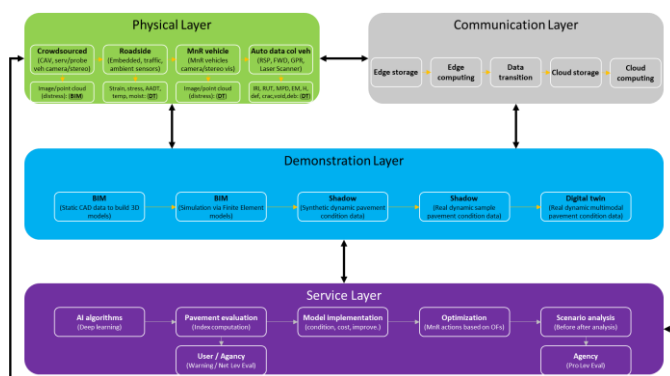 Physical Layer
Crowdsourced
(CAV, serv/probe
veh camera/stereo)
Roadside
(Embedded, traffic,
ambient sensors)
MnR vehicle
(MnR vehicles
camera/stereo vis)
Auto data col veh
(RSP, FWD, GPR,
Laser Scanner)
Image/point cloud
(distress): (BIM)
Strain, stress, AADT,
temp, moist: (DT)
Image/point cloud
(distress): (DT)
IRI, RUT, MPD, EM, H,
def, crac,void,deb: (DT)
Communication Layer
Edge storage
Edge
computing
Data
transition
Cloud storage
Cloud
computing
Demonstration Layer
BIM
(Static CAD data to build 3D
models)
BIM
(Simulation via Finite Element
models)
Shadow
(Synthetic dynamic pavement
condition data)
Shadow
(Real dynamic sample
pavement condition data)
Digital twin
(Real dynamic multimodal
pavement condition data)
Service Layer
AI algorithms
(Deep learning)
Pavement evaluation
(Index computation)
Model implementation
(condition, cost, improve.)
Optimization
(MnR actions based on OFs)
Scenario analysis
(Before after analysis)
User / Agancy
(Warning / Net Lev Eval)
Agency
(Pro Lev Eval)